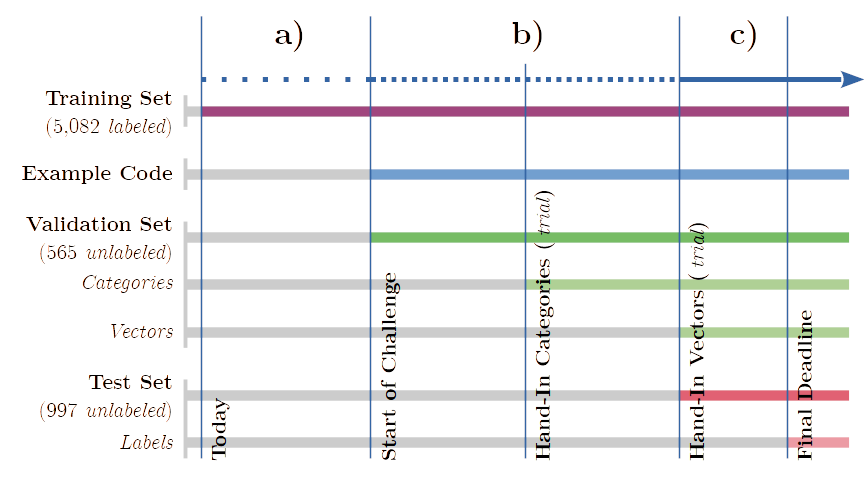 a)
b)
c)
Training Set
(5,082 labeled)
Example Code
Validation Set
(565 unlabeled)
Categories
Vectors
Test Set
(997 unlabeled)
Labels
Today
Start of Challenge
Hand-In Categories ( trial)
Hand-In Vectors ( trial)
Final Deadline